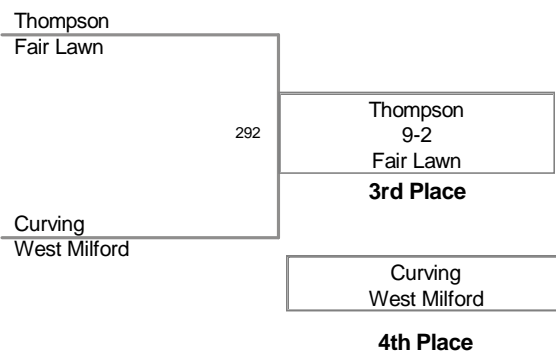 Thompson
Fair Lawn
292
Thompson
9-2
Fair Lawn
3rd Place
Curving
West Milford
Curving
West Milford
4th Place